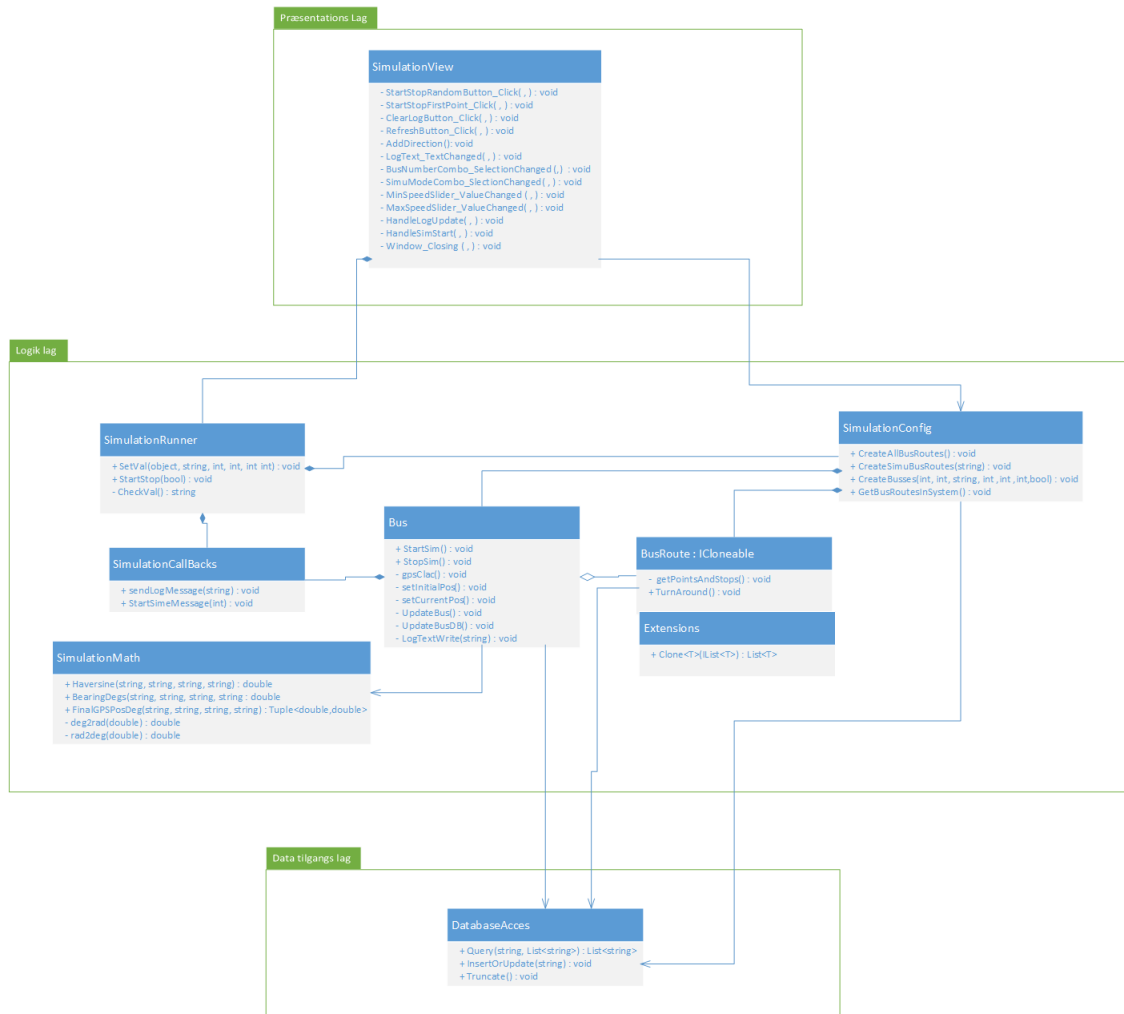 Præsentations Lag
SimulationView
- StartStopRandomButton_Click( , ) : void
- StartStopFirstPoint_Click( , ) : void
- ClearLogButton_Click( , ) : void
- RefreshButton_Click( , ) : void
- AddDirection(): void
- LogText_TextChanged( , ) : void
- BusNumberCombo_SelectionChanged (,) : void
- SimuModeCombo_SlectionChanged( , ) : void
- MinSpeedSlider_ValueChanged ( , ) : void
- MaxSpeedSlider_ValueChanged( , ) : void
- HandleLogUpdate( , ) : void
- HandleSimStart( , ) : void
- Window_Closing ( , ) : void
Logik lag
SimulationRunner
+ SetVal(object, string, int, int, int int) : void
+ StartStop(bool) : void
- CheckVal() : string
SimulationConfig
+ CreateAllBusRoutes() : void
+ CreateSimuBusRoutes(string) : void
+ CreateBusses(int, int, string, int ,int ,int,bool) : void
+ GetBusRoutesInSystem() : void
Bus
+ StartSim() : void
+ StopSim() : void
- gpsClac() : void
- setInitialPos() : void
- setCurrentPos() : void
- UpdateBus() : void
- UpdateBusDB() : void
- LogTextWrite(string) : void
BusRoute : ICloneable
- getPointsAndStops() : void
+ TurnAround() : void
SimulationCallBacks
+ sendLogMessage(string) : void
+ StartSimeMessage(int) : void
Extensions
+ Clone<T>(IList<T>) : List<T>
SimulationMath
+ Haversine(string, string, string, string) : double
+ BearingDegs(string, string, string, string : double
+ FinalGPSPosDeg(string, string, string, string) : Tuple<double,double>
- deg2rad(double) : double
- rad2deg(double) : double
Data tilgangs lag
DatabaseAcces
+ Query(string, List<string>) : List<string>
+ InsertOrUpdate(string) : void
+ Truncate() : void